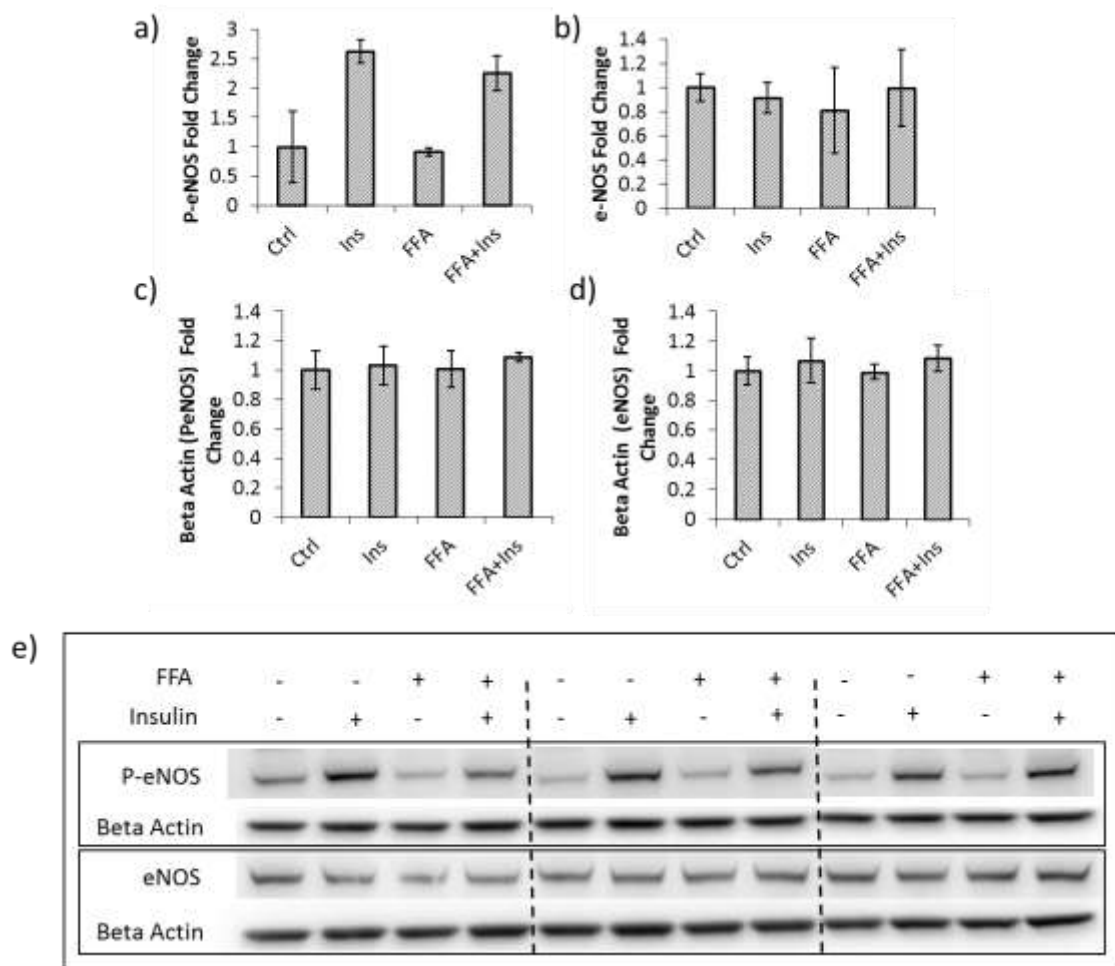 a)
P-eNOS Fold Change
3
2.5
2
1.5
1
0.5
0
Ctrl
Ins
FFA
FFA+Ins
b)
e-NOS Fold Change
1.4
1.2
1
0.8
0.6
0.4
0.2
0
Ctrl
Ins
FFA
FFA+Ins
c)
Beta Actin (PeNOS) Fold
Change
1.4
1.2
1
0.8
0.6
0.4
0.2
0
Ctrl
Ins
FFA
FFA+Ins
d)
Beta Actin (eNOS) Fold
Change
1.4
1.2
1
0.8
0.6
0.4
0.2
0
Ctrl
Ins
FFA
FFA+Ins
e)
FFA - - + + - - + + - - + +
Insulin - + - + - + - + - + - +
P-eNOS
Beta Actin
eNOS
Beta Actin